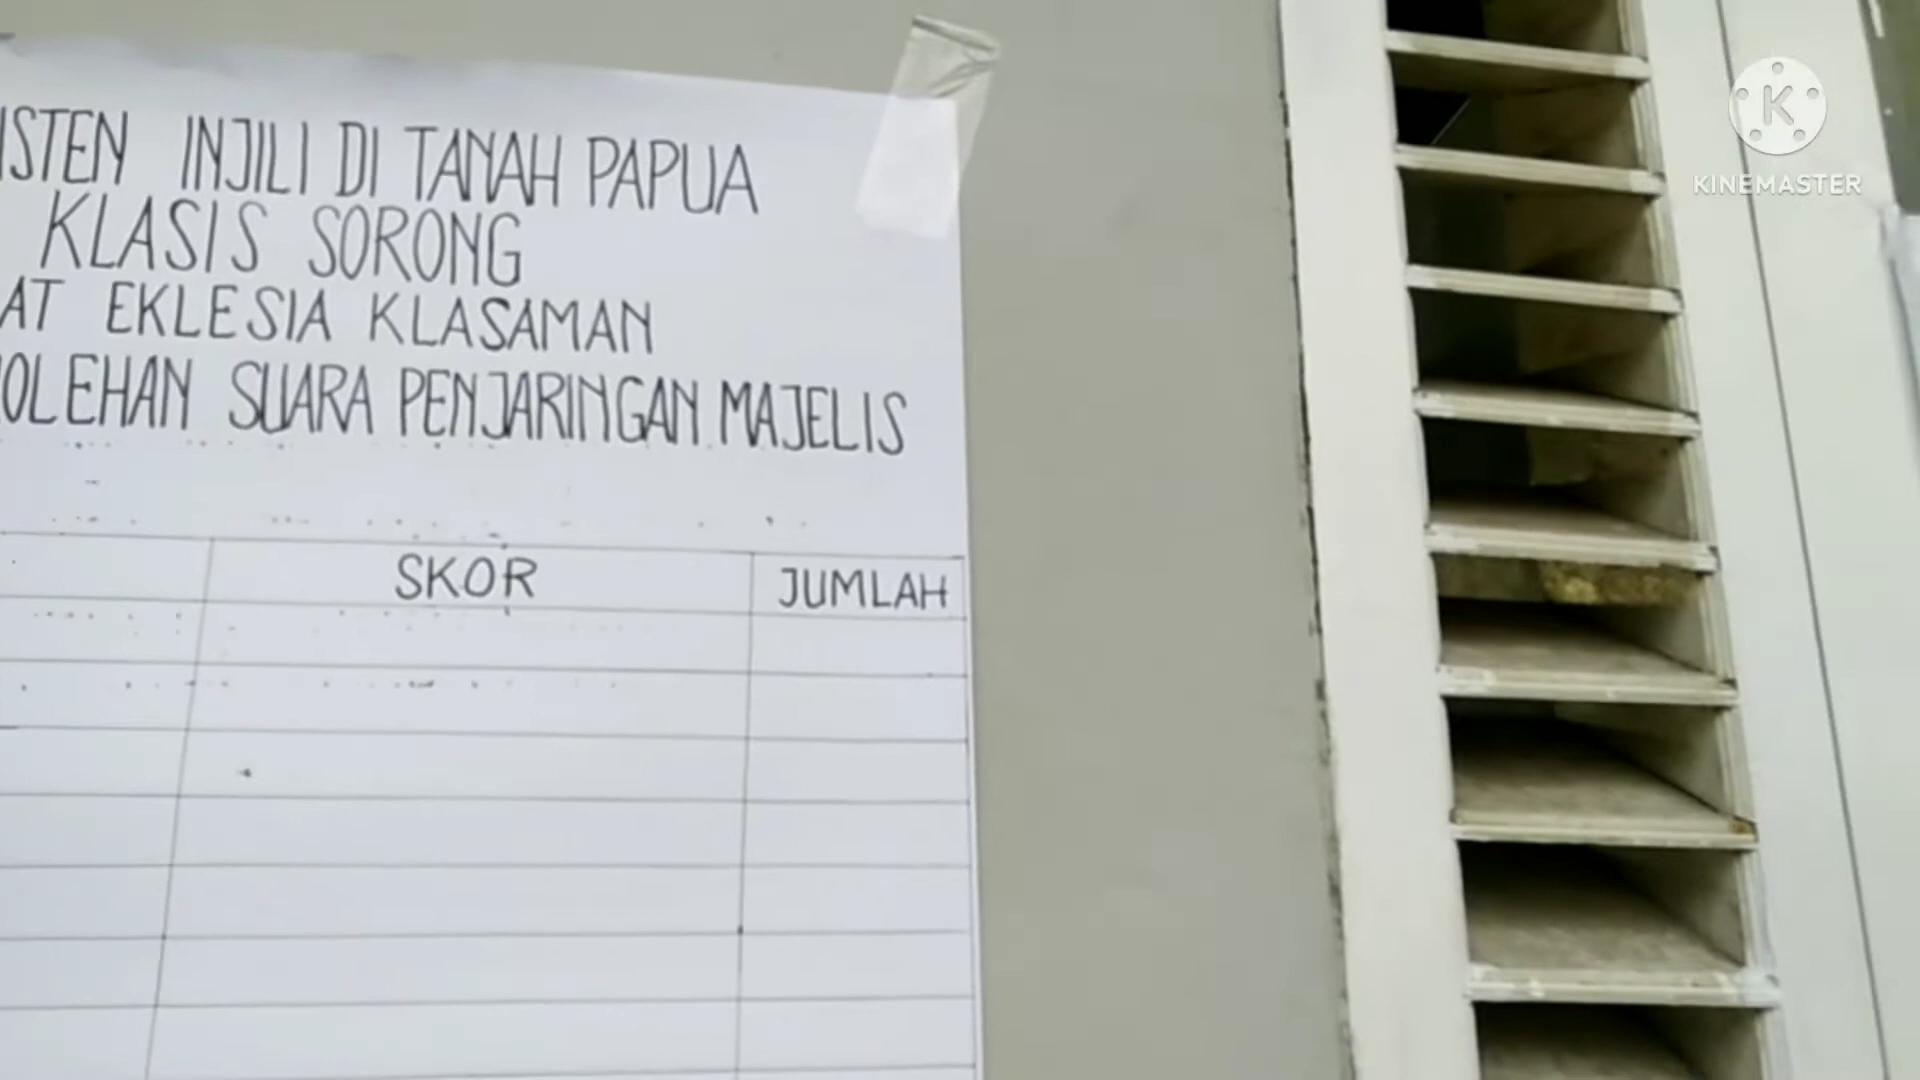 ISTEN INJILI DI TANAH PAPUA
KLASIS SORONG
AT EKLESIA KLASAMAN
OLEHAN SUARA PENJARINGAN MAJELIS
SKOR JUMLAH
K
KINEMASTER